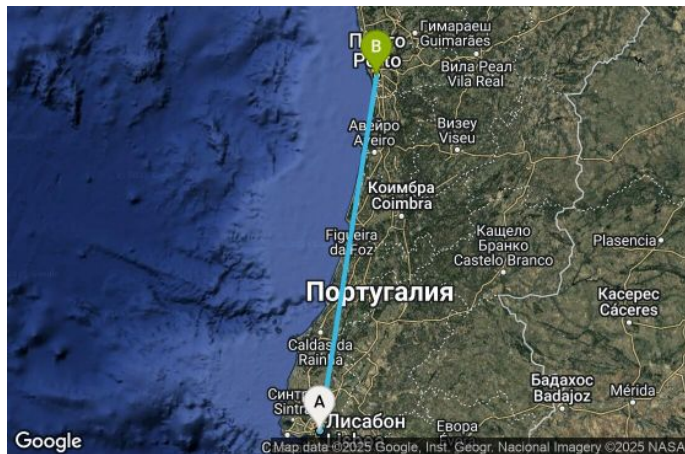 Гимараеш
Guimarães
Порто
Porto
B
Вила Реал
Vila Real
Авейро
Aveiro
Визеу
Viseu
Коимбра
Coimbra
Figueira
da Foz
Кащело
Бранко
Castelo Branco
Plasencia
Португалия
Касерес
Cáceres
Caldas da
Rainha
Бадахос
Badajoz
Mérida
A
Лисабон
Евора
Google
Map data ©2025 Google, Inst. Geogr. Nacional Imagery ©2025 NASA